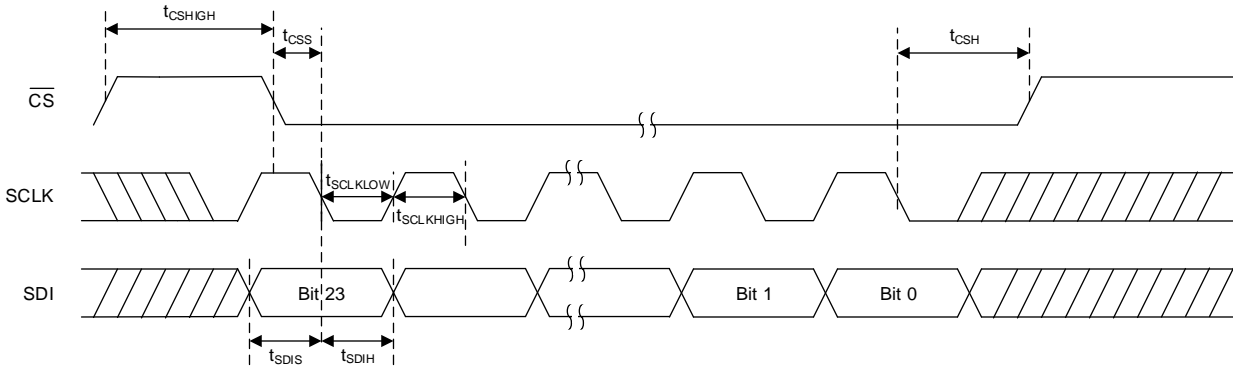 tCSHIGH
tCSS
tCSH
CS
SCLK
tSCLKLOW
tSCLKHIGH
SDI
Bit 23
Bit 1
Bit 0
tSDIS
tSDIH